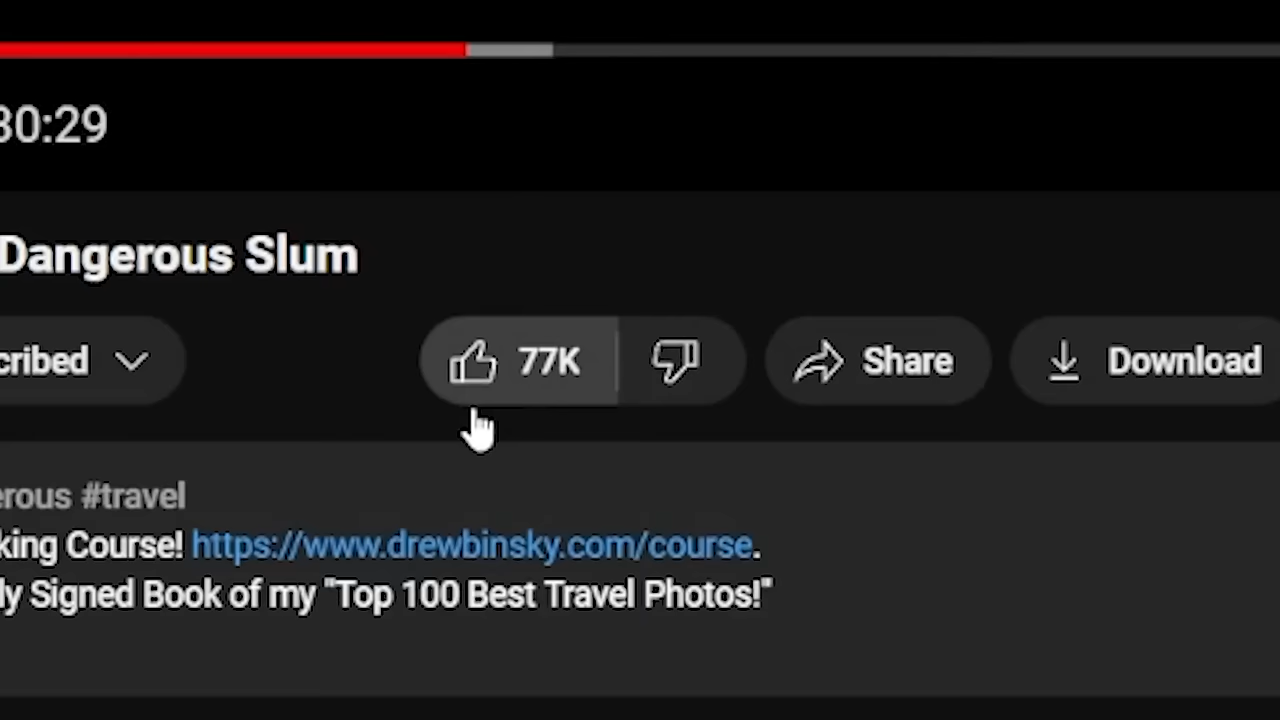 30:29
Dangerous Slum
cribed
77K
Share
Download
erous #travel
king Course! https://www.drewbinsky.com/course.
ly Signed Book of my "Top 100 Best Travel Photos!"